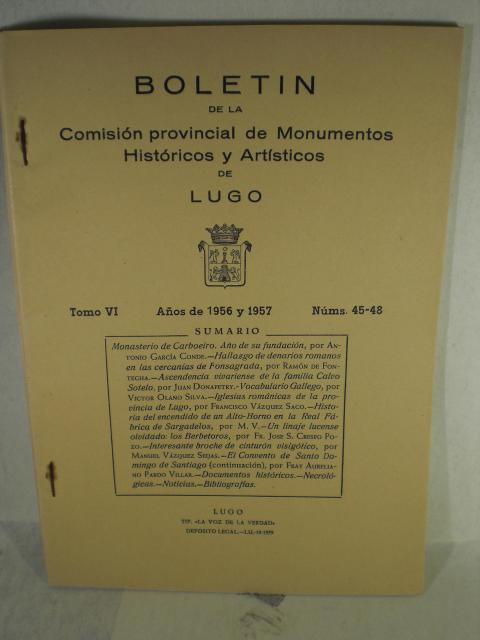 BOLETIN
DE LA
Comisión provincial de Monumentos
Históricos y Artísticos
DE
LUGO
Tomo VI Años de 1956 y 1957 Núms. 45-48
SUMARIO
Monasterio de Carboeiro. Año de su fundación, por AN-
TONIO GARCÍA CONDE.—Hallazgo de denarios romanos
en las cercanías de Fonsagrada, por RAMÓN DE FON-
TECHA.—Ascendencia vivariense de la familia Calvo
Sotelo, por JUAN DONAPETRY.-Vocabulario Gallego, por
VICTOR OLANO SILVA.—Iglesias románicas de la pro-
vincia de Lugo, por FRANCISCO VÁZQUEZ SACO.—Histo-
ria del encendido de un Alto-Horno en la Real Fá-
brica de Sargadelos, por M. V.—Un linaje lucense
olvidado: los Berbetoros, por FR. JOSE S. CRESPO PO-
ZO.—Interesante broche de cinturón visigótico, por
MANUEL VÁZQUEZ SEIJAS.—El Convento de Santo Do-
mingo de Santiago (continuación), por FRAY AURELIA-
NO PARDO VILLAR.—Documentos históricos.—Necroló-
gicas.—Noticias.—Bibliografías.
LUGO
TIP. «LA VOZ DE LA VERDAD»
DEPOSITO LEGAL.—LU.-18-1959